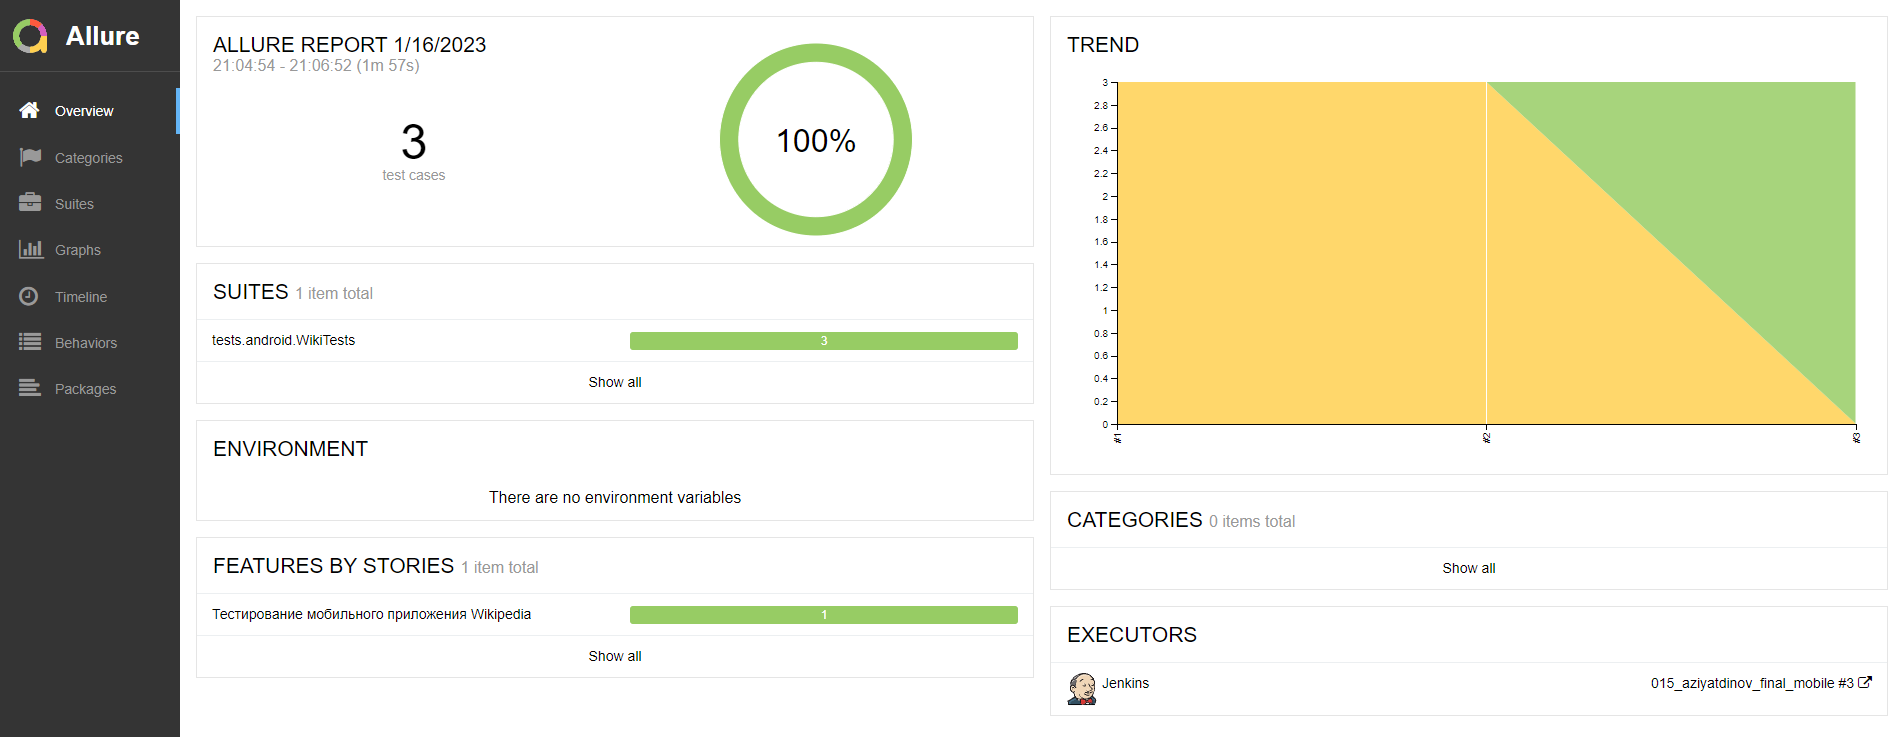 Allure
Overview
Categories
Suites
Graphs
Timeline
Behaviors
Packages
ALLURE REPORT 1/16/2023
21:04:54 - 21:06:52 (1m 57s)
3
test cases
100%
SUITES 1 item total
tests.android.WikiTests 3
Show all
ENVIRONMENT
There are no environment variables
FEATURES BY STORIES 1 item total
Тестирование мобильного приложения Wikipedia 1
Show all
TREND
3
2.8
2.6
2.4
2.2
2
1.8
1.6
1.4
1.2
1
0.8
0.6
0.4
0.2
0
#1 #2 #3
CATEGORIES 0 items total
Show all
EXECUTORS
Jenkins 015_aziyatdinov_final_mobile #3